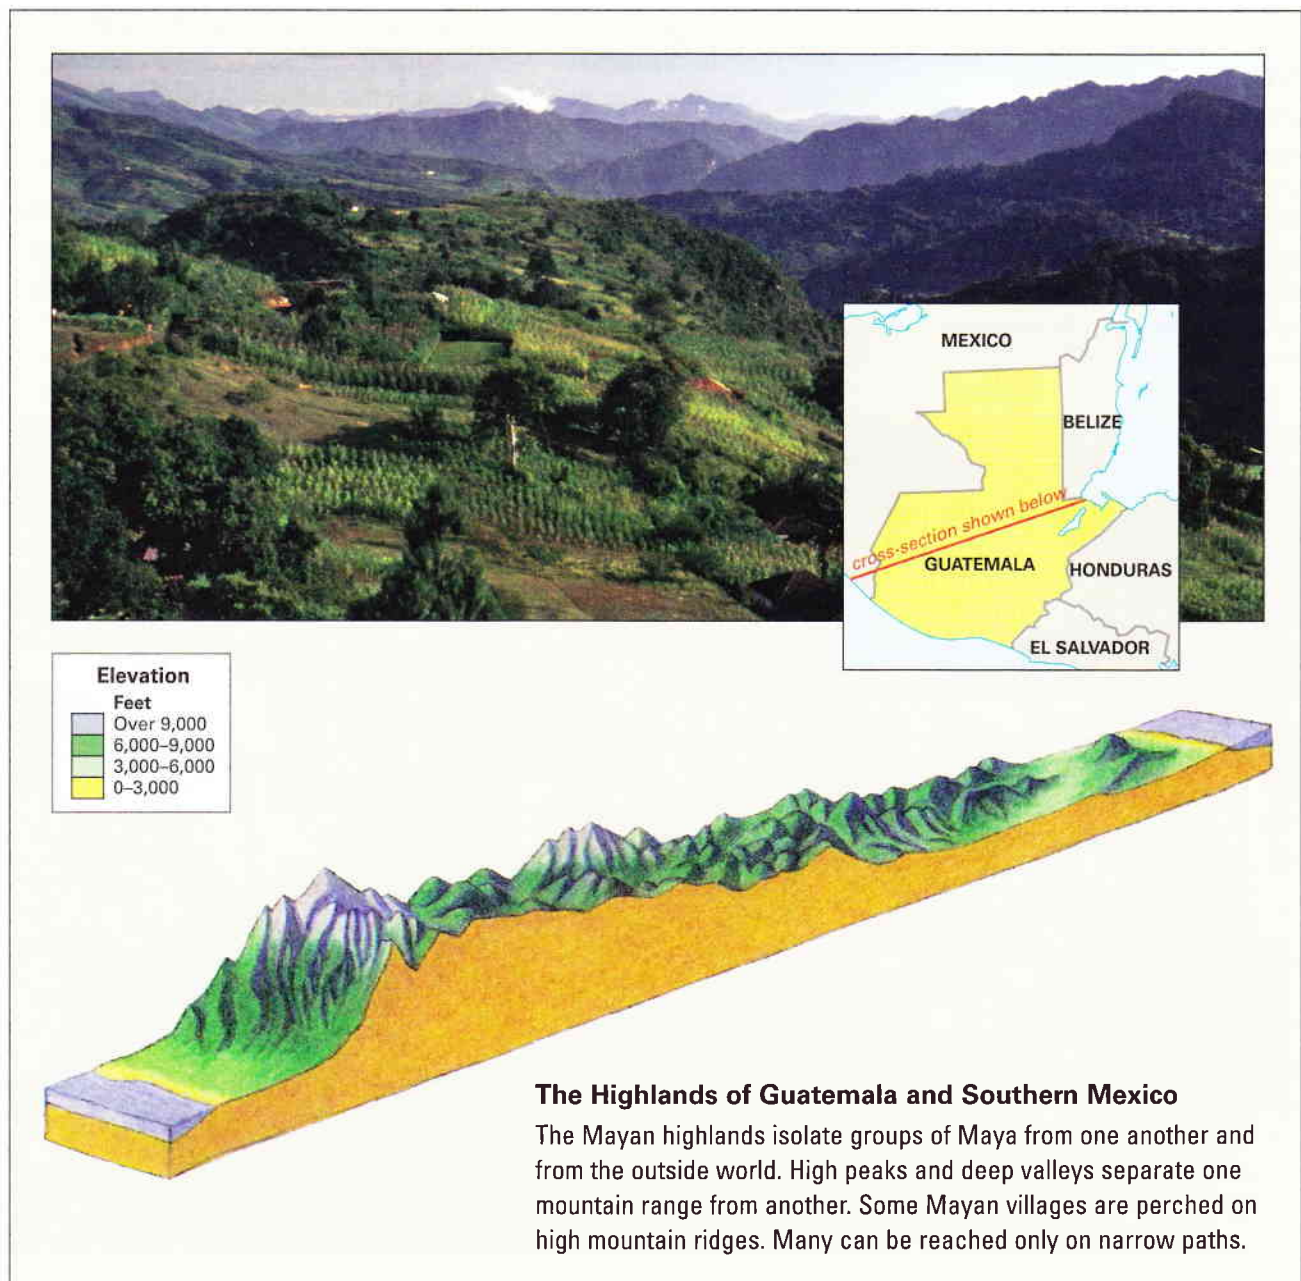 MEXICO
BELIZE
cross-section shown below
GUATEMALA
HONDURAS
EL SALVADOR
Elevation
Feet
Over 9,000
6,000–9,000
3,000–6,000
0–3,000
The Highlands of Guatemala and Southern Mexico
The Mayan highlands isolate groups of Maya from one another and
from the outside world. High peaks and deep valleys separate one
mountain range from another. Some Mayan villages are perched on
high mountain ridges. Many can be reached only on narrow paths.